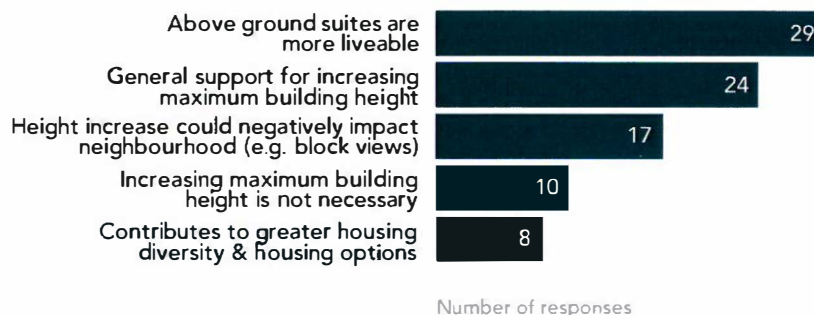 Above ground suites are
more liveable
29
General support for increasing
maximum building height
24
Height increase could negatively impact
neighbourhood (e.g. block views)
17
Increasing maximum building
height is not necessary
10
Contributes to greater housing
diversity & housing options
8
Number of responses